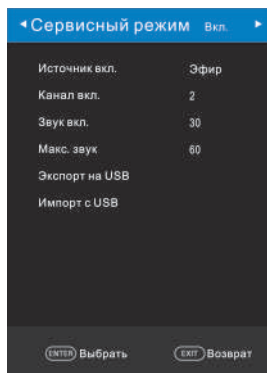 Сервисный режим Вкл.
Источник вкл. Эфир
Канал вкл. 2
Звук вкл. 30
Макс. звук 60
Экспорт на USB
Импорт с USB
ENTER Выбрать EXIT Возврат